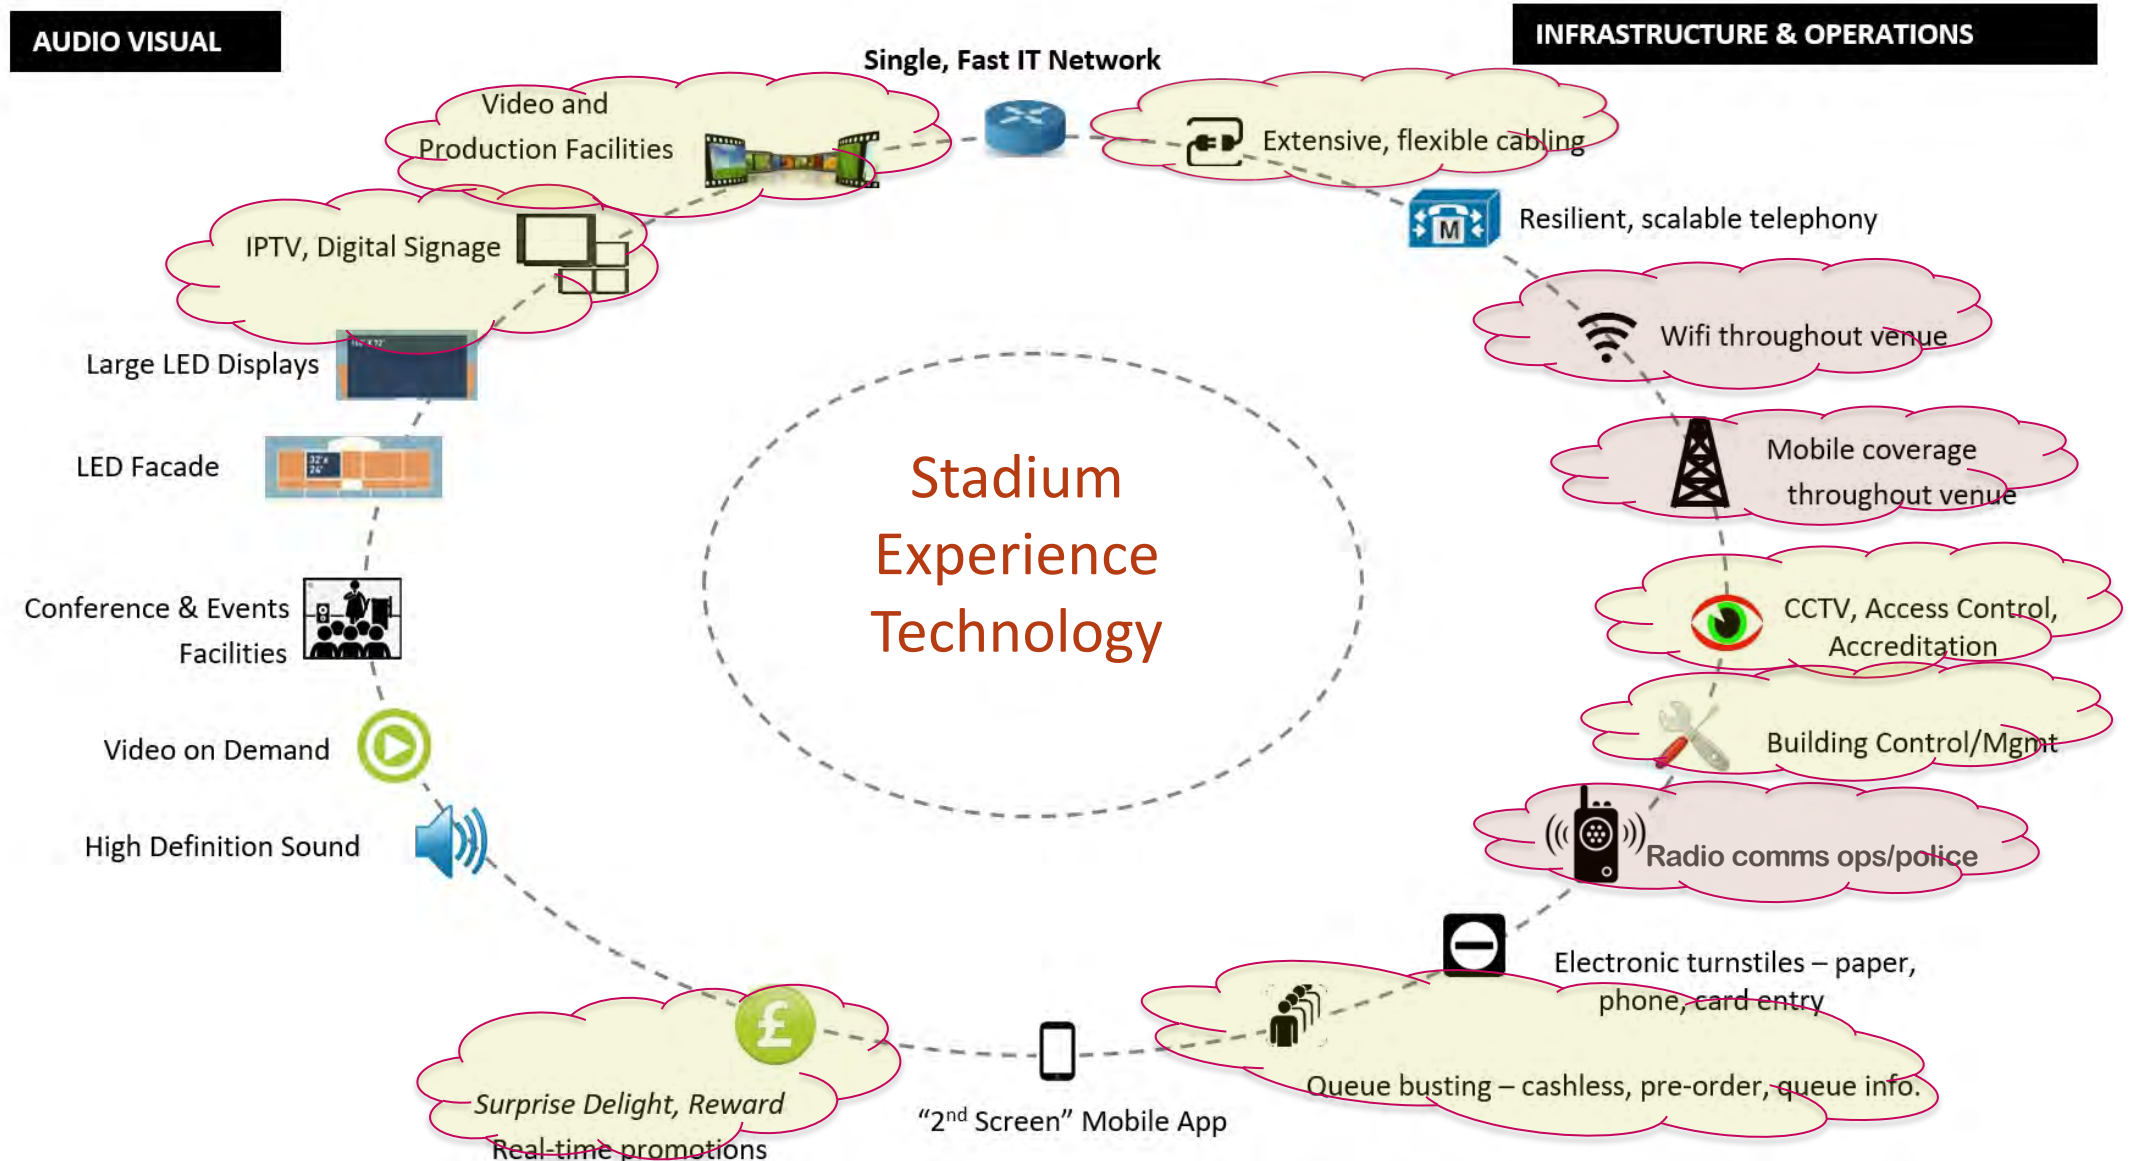 AUDIO VISUAL
INFRASTRUCTURE & OPERATIONS
Single, Fast IT Network
Video and
Production Facilities
Extensive, flexible cabling
IPTV, Digital Signage
Resilient, scalable telephony
M
Wifi throughout venue
Large LED Displays
Mobile coverage
throughout venue
LED Facade
32' x
24'
Stadium
Experience
Technology
CCTV, Access Control,
Accreditation
Conference & Events
Facilities
Building Control/Mgmt
Video on Demand
High Definition Sound
Radio comms ops/police
Electronic turnstiles – paper,
phone, card entry
£
Queue busting – cashless, pre-order, queue info.
Surprise Delight, Reward
Real-time promotions
“2nd Screen” Mobile App